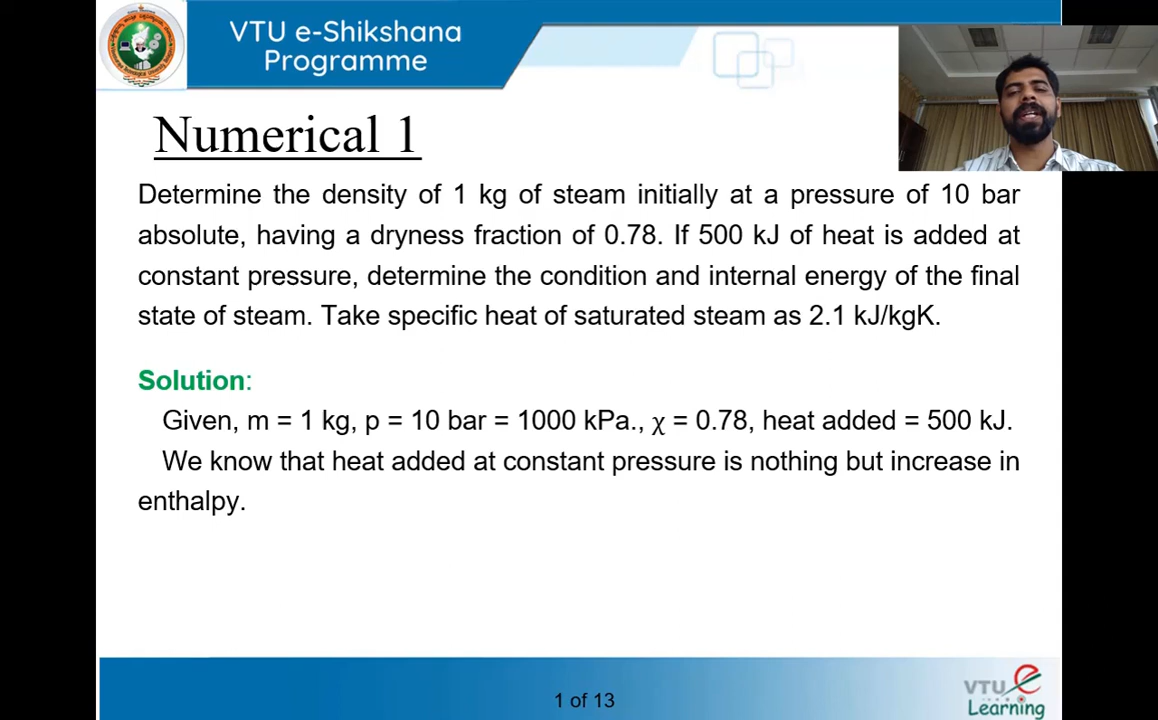 VTU e-Shikshana
Programme
Numerical 1
Determine the density of 1 kg of steam initially at a pressure of 10 bar
absolute, having a dryness fraction of 0.78. If 500 kJ of heat is added at
constant pressure, determine the condition and internal energy of the final
state of steam. Take specific heat of saturated steam as 2.1 kJ/kgK.
Solution:
Given, m = 1 kg, p = 10 bar = 1000 kPa., χ = 0.78, heat added = 500 kJ.
We know that heat added at constant pressure is nothing but increase in
enthalpy.
1 of 13
VTU e
Learning